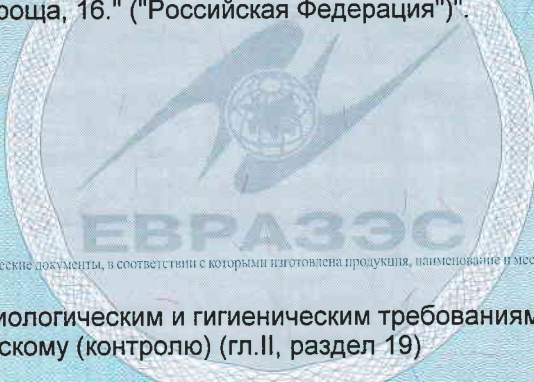 роща, 16." ("Российская Федерация")".
ЕВРАЗЭС
еские документы, в соответствии с которыми изготовлена продукция, наименование и мес
иологическим и гигиеническим требованиям
скому (контролю) (гл.II, раздел 19)